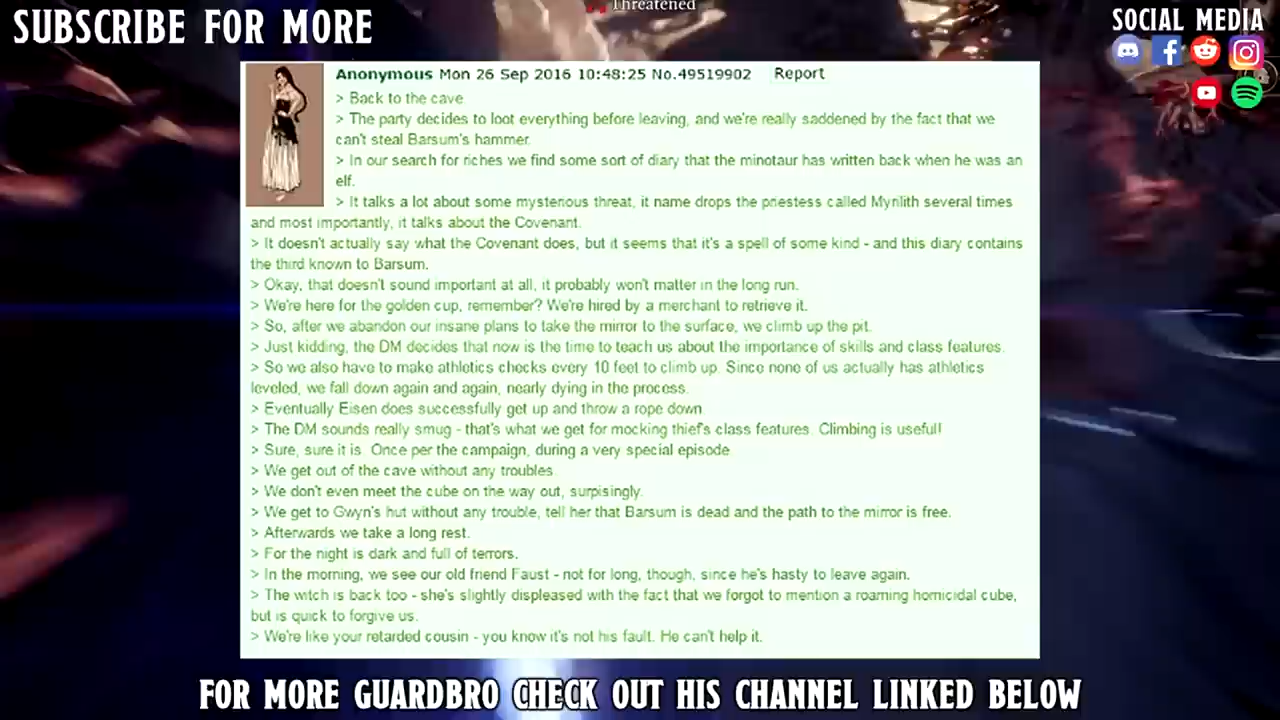 Threatened
SUBSCRIBE FOR MORE
SOCIAL MEDIA
Anonymous Mon 26 Sep 2016 10:48:25 No.49519902 Report
> Back to the cave
> The party decides to loot everything before leaving, and we're really saddened by the fact that we
can't steal Barsum's hammer.
> In our search for riches we find some sort of diary that the minotaur has written back when he was an
elf.
> It talks a lot about some mysterious threat, it name drops the priestess called Myrilith several times
and most importantly, it talks about the Covenant.
> It doesn't actually say what the Covenant does, but it seems that it's a spell of some kind - and this diary contains
the third known to Barsum.
> Okay, that doesn't sound important at all, it probably won't matter in the long run.
> We're here for the golden cup, remember? We're hired by a merchant to retrieve it.
> So, after we abandon our insane plans to take the mirror to the surface, we climb up the pit.
> Just kidding, the DM decides that now is the time to teach us about the importance of skills and class features.
> So we also have to make athletics checks every 10 feet to climb up. Since none of us actually has athletics
leveled, we fall down again and again, nearly dying in the process.
> Eventually Eisen does successfully get up and throw a rope down
> The DM sounds really smug - that's what we get for mocking thief's class features. Climbing is useful!
> Sure, sure it is. Once per the campaign, during a very special episode
> We get out of the cave without any troubles.
> We don't even meet the cube on the way out, surpisingly.
> We get to Gwyn's hut without any trouble, tell her that Barsum is dead and the path to the mirror is free.
> Afterwards we take a long rest.
> For the night is dark and full of terrors.
> In the morning, we see our old friend Faust - not for long, though, since he's hasty to leave again.
> The witch is back too - she's slightly displeased with the fact that we forgot to mention a roaming homicidal cube,
but is quick to forgive us.
> We're like your retarded cousin - you know it's not his fault. He can't help it.
FOR MORE GUARDBRO CHECK OUT HIS CHANNEL LINKED BELOW